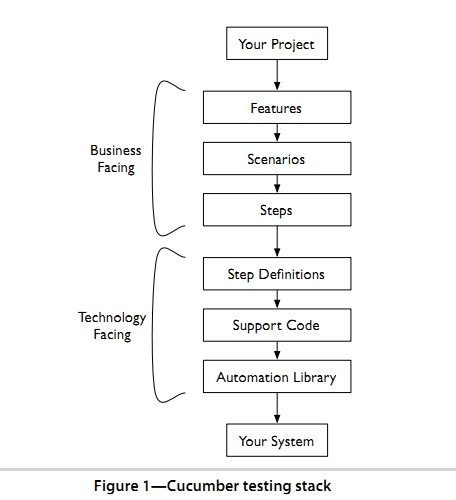 Your Project
Features
Business
Facing
Scenarios
Steps
Step Definitions
Technology
Facing
Support Code
Automation Library
Your System
Figure 1—Cucumber testing stack